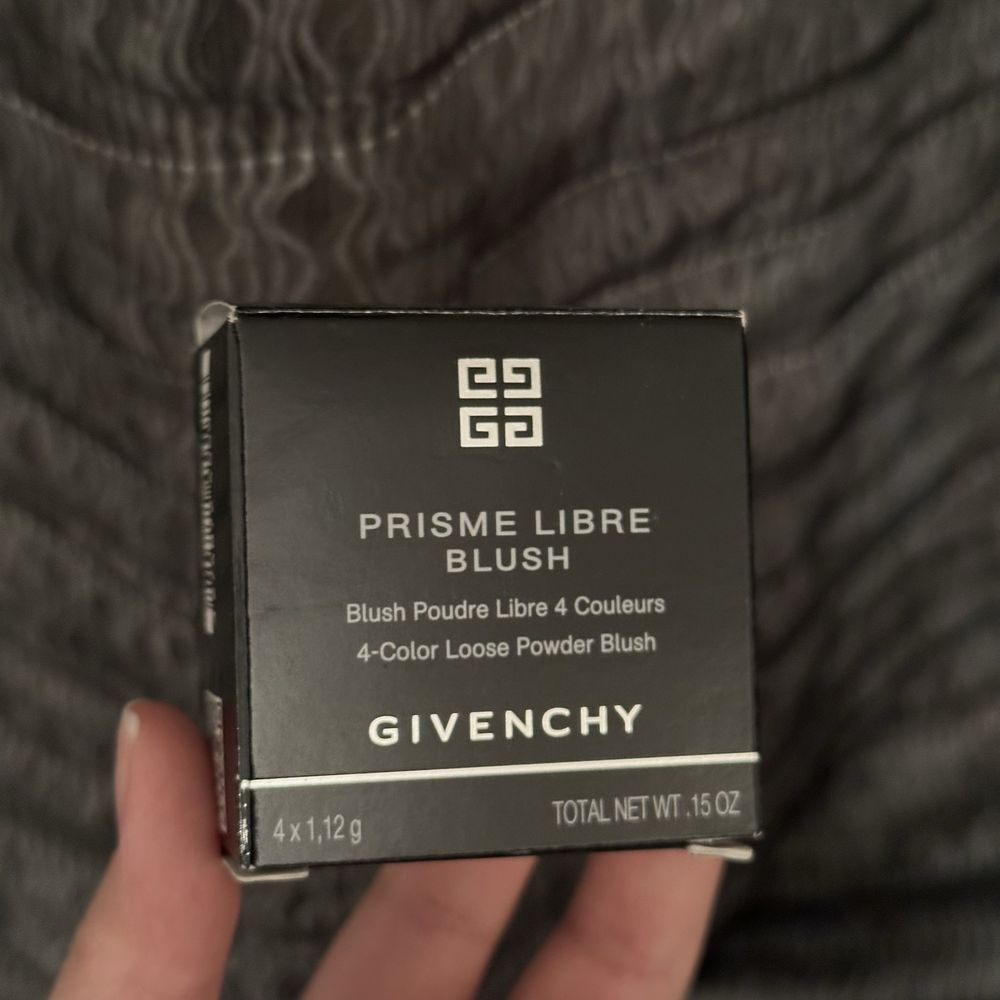 PRISME LIBRE
BLUSH
Blush Poudre Libre 4 Couleurs
4-Color Loose Powder Blush
GIVENCHY
4 x 1,12 g
TOTAL NET WT .15 OZ